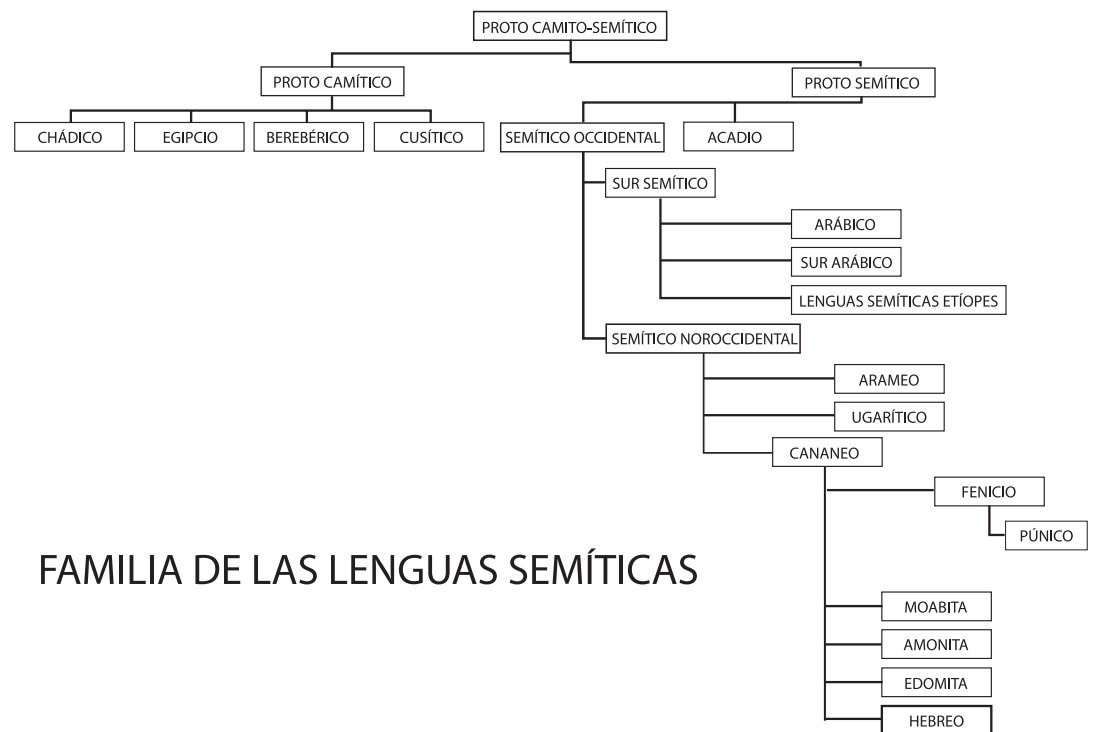 PROTO CAMITO-SEMÍTICO
PROTO CAMÍTICO
PROTO SEMÍTICO
CHÁDICO
EGIPCIO
BEREBÉRICO
CUSÍTICO
SEMÍTICO OCCIDENTAL
ACADIO
SUR SEMÍTICO
ARÁBICO
SUR ARÁBICO
LENGUAS SEMÍTICAS ETÍOPES
SEMÍTICO NOROCCIDENTAL
ARAMEO
UGARÍTICO
CANANEO
FENICIO
PÚNICO
FAMILIA DE LAS LENGUAS SEMÍTICAS
MOABITA
AMONITA
EDOMITA
HEBREO